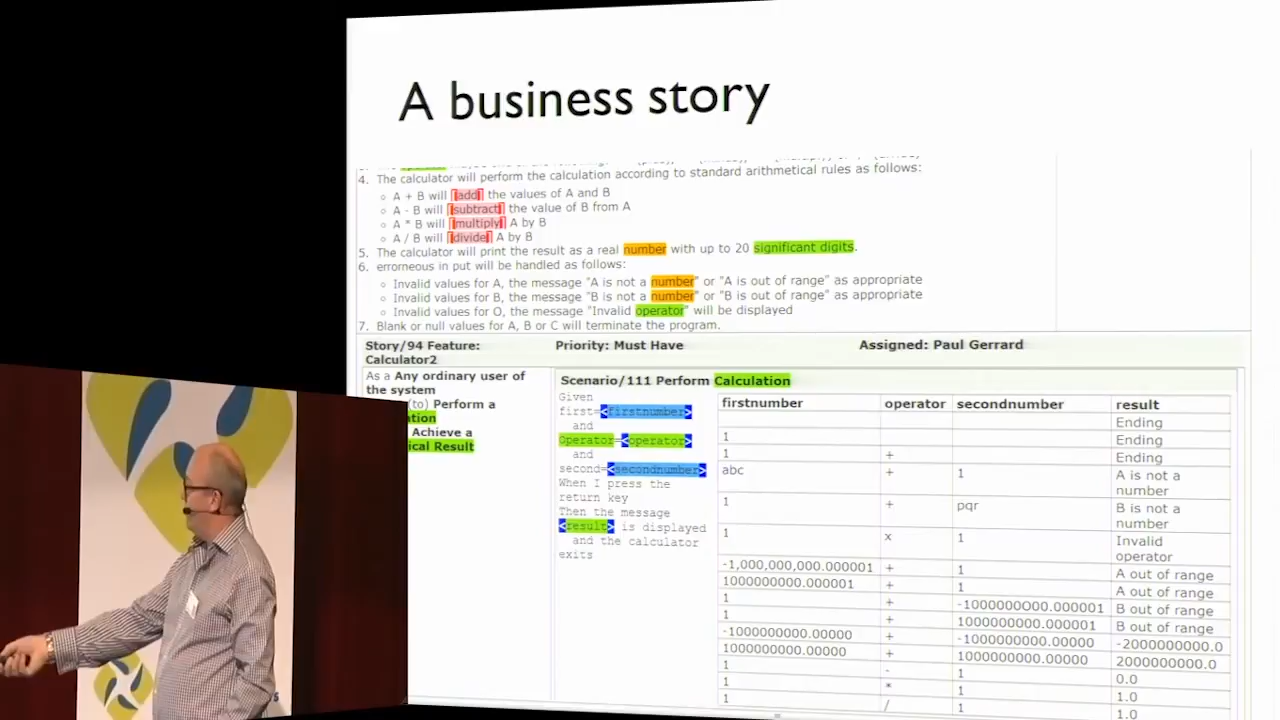 A business story
4. The calculator will perform the calculation according to standard arithmetical rules as follows:
A + B will [add] the values of A and B
A - B will [subtract] the value of B from A
A * B will [multiply] A by B
A / B will [divide] A by B
5. The calculator will print the result as a real number with up to 20 significant digits.
6. errorneous in put will be handled as follows:
Invalid values for A, the message "A is not a number" or "A is out of range" as appropriate
Invalid values for B, the message "B is not a number" or "B is out of range" as appropriate
Invalid values for O, the message "Invalid operator" will be displayed
7. Blank or null values for A, B or C will terminate the program.
Story/94 Feature: Priority: Must Have Assigned: Paul Gerrard
Calculator2
As a Any ordinary user of
the system
(to) Perform a
Achieve a
Scenario/111 Perform Calculation
Given
first=<firstnumber>
and
Operator=<operator>
and
second=<secondnumber>
When I press the
return key
Then the message
<result> is displayed
and the calculator
exits
firstnumber operator secondnumber result
Ending
1 Ending
1 + Ending
abc + 1 A is not a
number
1 + pqr B is not a
number
1 x 1 Invalid
operator
-1,000,000,000.000001 + 1 A out of range
1000000000.000001 + 1 A out of range
1 + -1000000000.000001 B out of range
1 + 1000000000.000001 B out of range
-1000000000.00000 + -1000000000.00000 -2000000000.0
1000000000.00000 + 1000000000.00000 2000000000.0
1 - 1 0.0
1 * 1 1.0
1 / 1 1.0